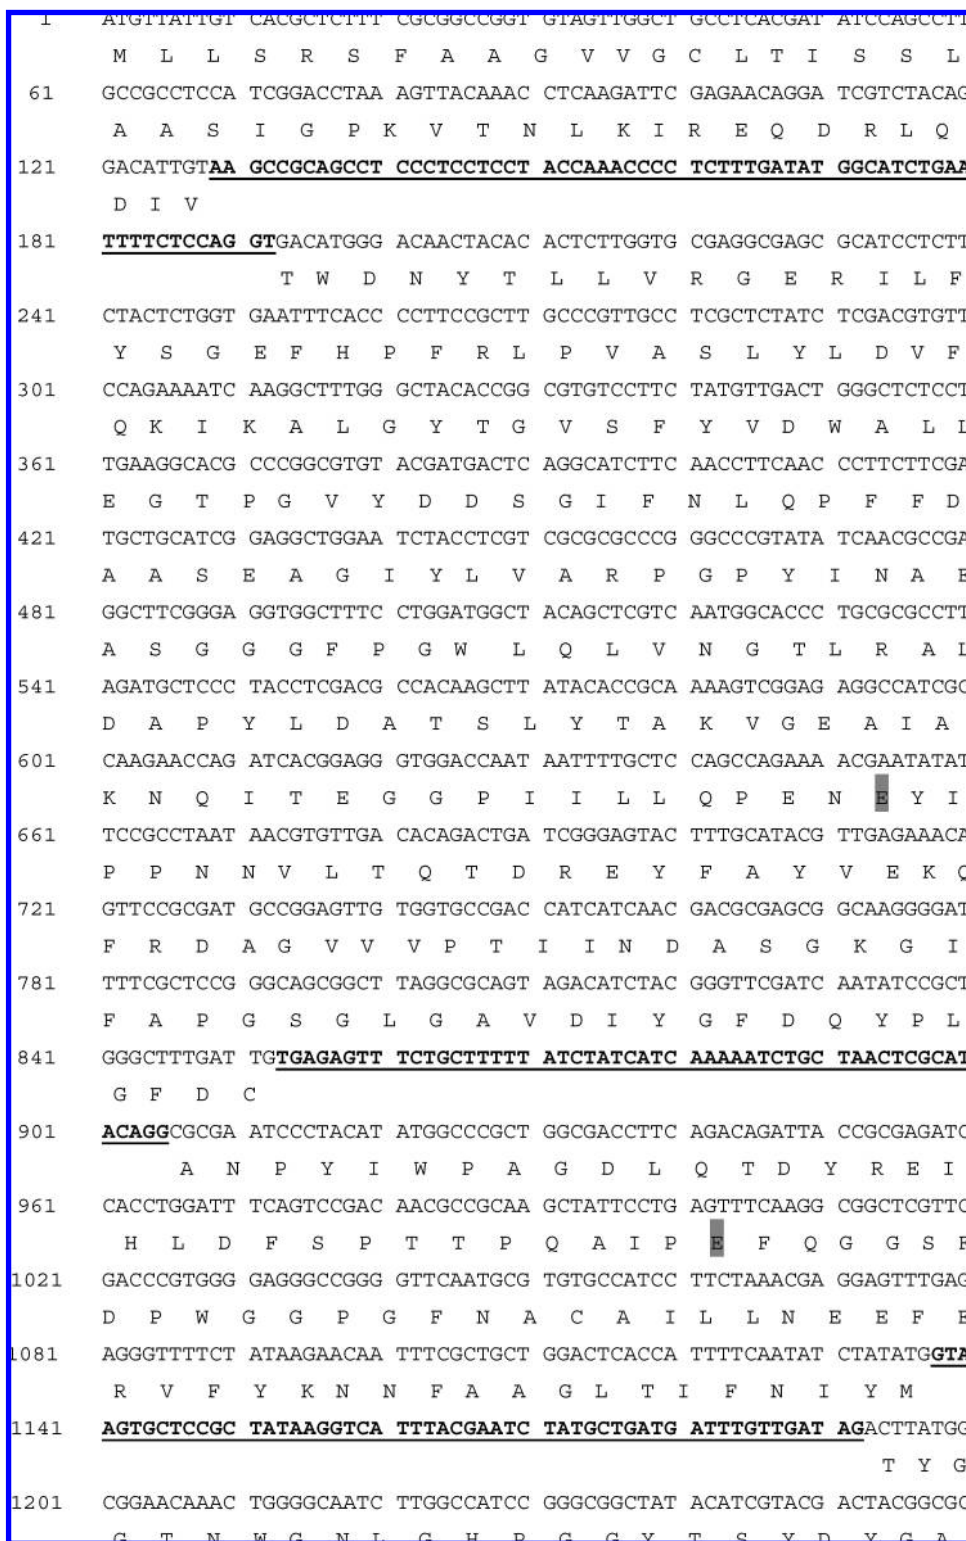 1 ATGTTATTGT CACGCTCTTT CGCGGCCGGT GTAGTTGGCT GCCTCACGAT ATCCAGCCTT
M L L S R S F A A G V V G C L T I S S L
61 GCCGCCTCCA TCGGACCTAA AGTTACAAAC CTCAAGATTC GAGAACAGGA TCGTCTACAG
A A S I G P K V T N L K I R E Q D R L Q
121 GACATTGTAA GCCGCAGCCT CCCTCCTCCT ACCAAACCCC TCTTTGATAT GGCATCTGAA
D I V
181 TTTTCTCCAG GTGACATGGG ACAACTACAC ACTCTTGGTG CGAGGCGAGC GCATCCTCTT
T W D N Y T L L V R G E R I L F
241 CTACTCTGGT GAATTTCACC CCTTCCGCTT GCCCGTTGCC TCGCTCTATC TCGACGTGTT
Y S G E F H P F R L P V A S L Y L D V F
301 CCAGAAAATC AAGGCTTTGG GCTACACCGG CGTGTCCTTC TATGTTGACT GGGCTCTCCT
Q K I K A L G Y T G V S F Y V D W A L L
361 TGAAGGCACG CCCGGCGTGT ACGATGACTC AGGCATCTTC AACCTTCAAC CCTTCTTCGA
E G T P G V Y D D S G I F N L Q P F F D
421 TGCTGCATCG GAGGCTGGAA TCTACCTCGT CGCGCGCCCG GGCCCGTATA TCAACGCCGA
A A S E A G I Y L V A R P G P Y I N A E
481 GGCTTCGGGA GGTGGCTTTC CTGGATGGCT ACAGCTCGTC AATGGCACCC TGCGCGCCTT
A S G G G F P G W L Q L V N G T L R A L
541 AGATGCTCCC TACCTCGACG CCACAAGCTT ATACACCGCA AAAGTCGGAG AGGCCATCGC
D A P Y L D A T S L Y T A K V G E A I A
601 CAAGAACCAG ATCACGGAGG GTGGACCAAT AATTTTGCTC CAGCCAGAAA ACGAATATAT
K N Q I T E G G P I I L L Q P E N E Y I
661 TCCGCCTAAT AACGTGTTGA CACAGACTGA TCGGGAGTAC TTTGCATACG TTGAGAAACA
P P N N V L T Q T D R E Y F A Y V E K Q
721 GTTCCGCGAT GCCGGAGTTG TGGTGCCGAC CATCATCAAC GACGCGAGCG GCAAGGGGAT
F R D A G V V V P T I I N D A S G K G I
781 TTTCGCTCCG GGCAGCGGCT TAGGCGCAGT AGACATCTAC GGGTTCGATC AATATCCGCT
F A P G S G L G A V D I Y G F D Q Y P L
841 GGGCTTTGAT TGTGAGAGTT TCTGCTTTTT ATCTATCATC AAAAATCTGC TAACTCGCAT
G F D C
901 ACAGGCGCGA ATCCCTACAT ATGGCCCGCT GGCGACCTTC AGACAGATTA CCGCGAGATC
A N P Y I W P A G D L Q T D Y R E I
961 CACCTGGATT TCAGTCCGAC AACGCCGCAA GCTATTCCTG AGTTTCAAGG CGGCTCGTTC
H L D F S P T T P Q A I P E F Q G G S F
1021 GACCCGTGGG GAGGGCCGGG GTTCAATGCG TGTGCCATCC TTCTAAACGA GGAGTTTGAG
D P W G G P G F N A C A I L L N E E F E
1081 AGGGTTTTCT ATAAGAACAA TTTCGCTGCT GGACTCACCA TTTTCAATAT CTATATGGTA
R V F Y K N N F A A G L T I F N I Y M
1141 AGTGCTCCGC TATAAGGTCA TTTACGAATC TATGCTGATG ATTTGTTGAT AGACTTATGG
T Y G
1201 CGGAACAAAC TGGGGCAATC TTGGCCATCC GGGCGGCTAT ACATCGTACG ACTACGGCGC
G T N W G N L G H P G G Y T S Y D Y G A